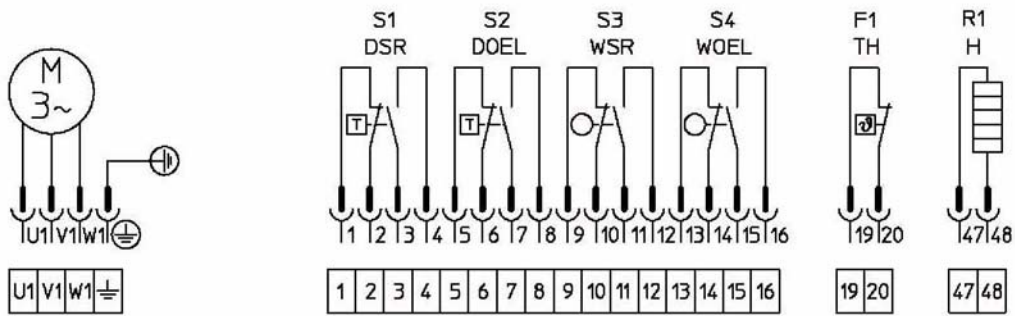 S1 S2 S3 S4 F1 R1
DSR DOEL WSR WOEL TH H
M
3~
T T ϑ
U1 V1 W1 1 2 3 4 5 6 7 8 9 10 11 12 13 14 15 16 19 20 47 48
U1 V1 W1 1 2 3 4 5 6 7 8 9 10 11 12 13 14 15 16 19 20 47 48